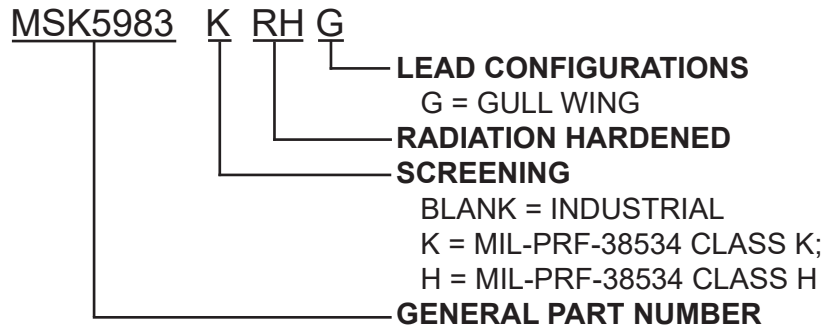 MSK5983 K RH G
LEAD CONFIGURATIONS
G = GULL WING
RADIATION HARDENED
SCREENING
BLANK = INDUSTRIAL
K = MIL-PRF-38534 CLASS K;
H = MIL-PRF-38534 CLASS H
GENERAL PART NUMBER